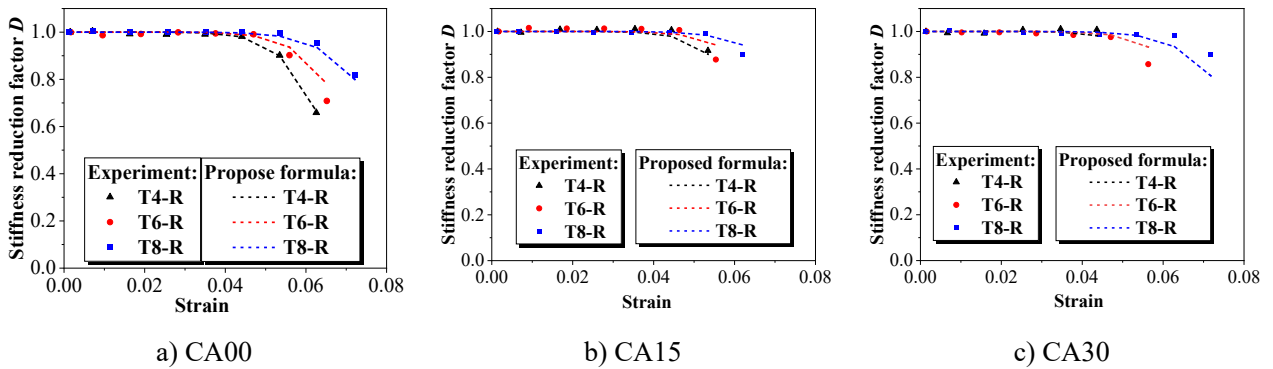 Stiffness reduction factor D
1.0
0.8
0.6
0.4
0.2
0.0
Experiment: Propose formula:
T4-R T4-R
T6-R T6-R
T8-R T8-R
0.00 0.02 0.04 0.06 0.08
Strain
a) CA00
Stiffness reduction factor D
1.0
0.8
0.6
0.4
0.2
0.0
Experiment: Proposed formula:
T4-R T4-R
T6-R T6-R
T8-R T8-R
0.00 0.02 0.04 0.06 0.08
Strain
b) CA15
Stiffness reduction factor D
1.0
0.8
0.6
0.4
0.2
0.0
Experiment: Proposed formula:
T4-R T4-R
T6-R T6-R
T8-R T8-R
0.00 0.02 0.04 0.06 0.08
Strain
c) CA30